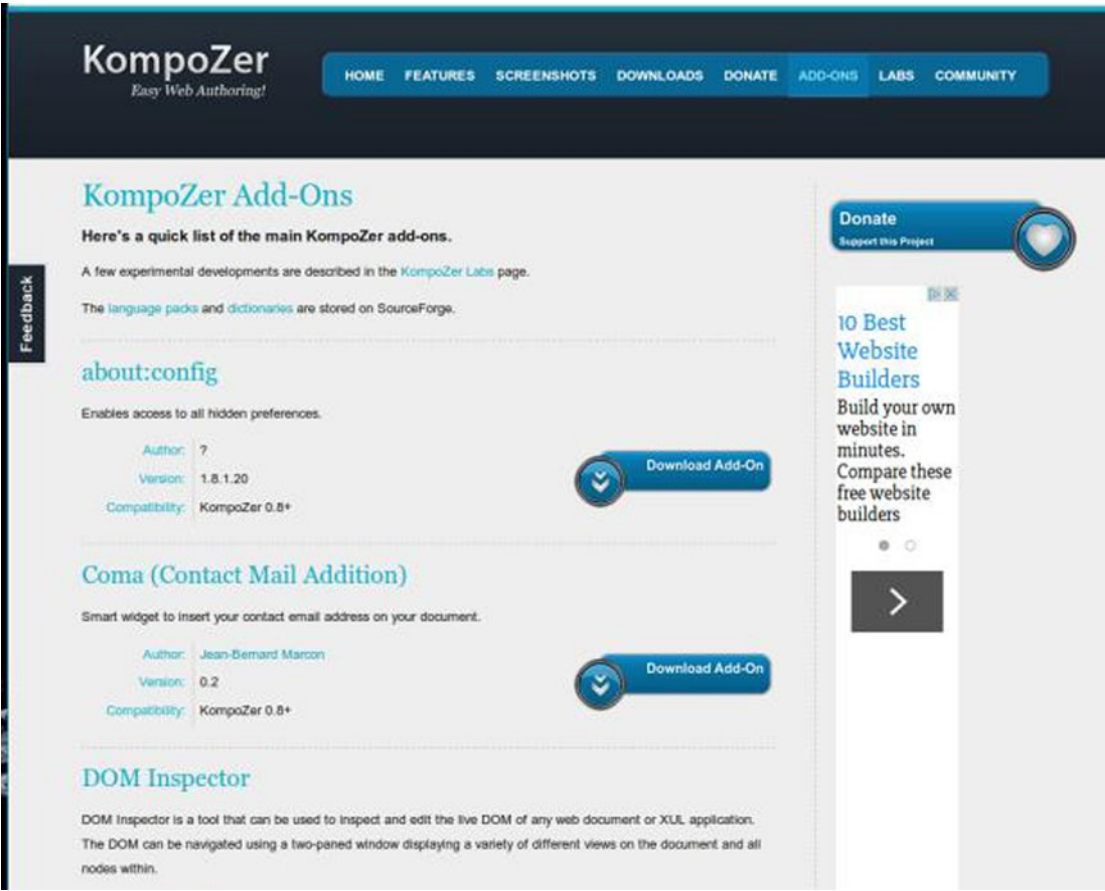 KompoZer
Easy Web Authoring!
HOME FEATURES SCREENSHOTS DOWNLOADS DONATE ADD-ONS LABS COMMUNITY
Feedback
KompoZer Add-Ons
Here's a quick list of the main KompoZer add-ons.
A few experimental developments are described in the KompoZer Labs page.
The language packs and dictionaries are stored on SourceForge.
about:config
Enables access to all hidden preferences.
Author: ?
Version: 1.8.1.20
Compatibility: KompoZer 0.8+
Download Add-On
Coma (Contact Mail Addition)
Smart widget to insert your contact email address on your document.
Author: Jean-Bernard Marcon
Version: 0.2
Compatibility: KompoZer 0.8+
Download Add-On
DOM Inspector
DOM Inspector is a tool that can be used to inspect and edit the live DOM of any web document or XUL application.
The DOM can be navigated using a two-paned window displaying a variety of different views on the document and all
nodes within.
Donate
Support this Project
10 Best
Website
Builders
Build your own
website in
minutes.
Compare these
free website
builders